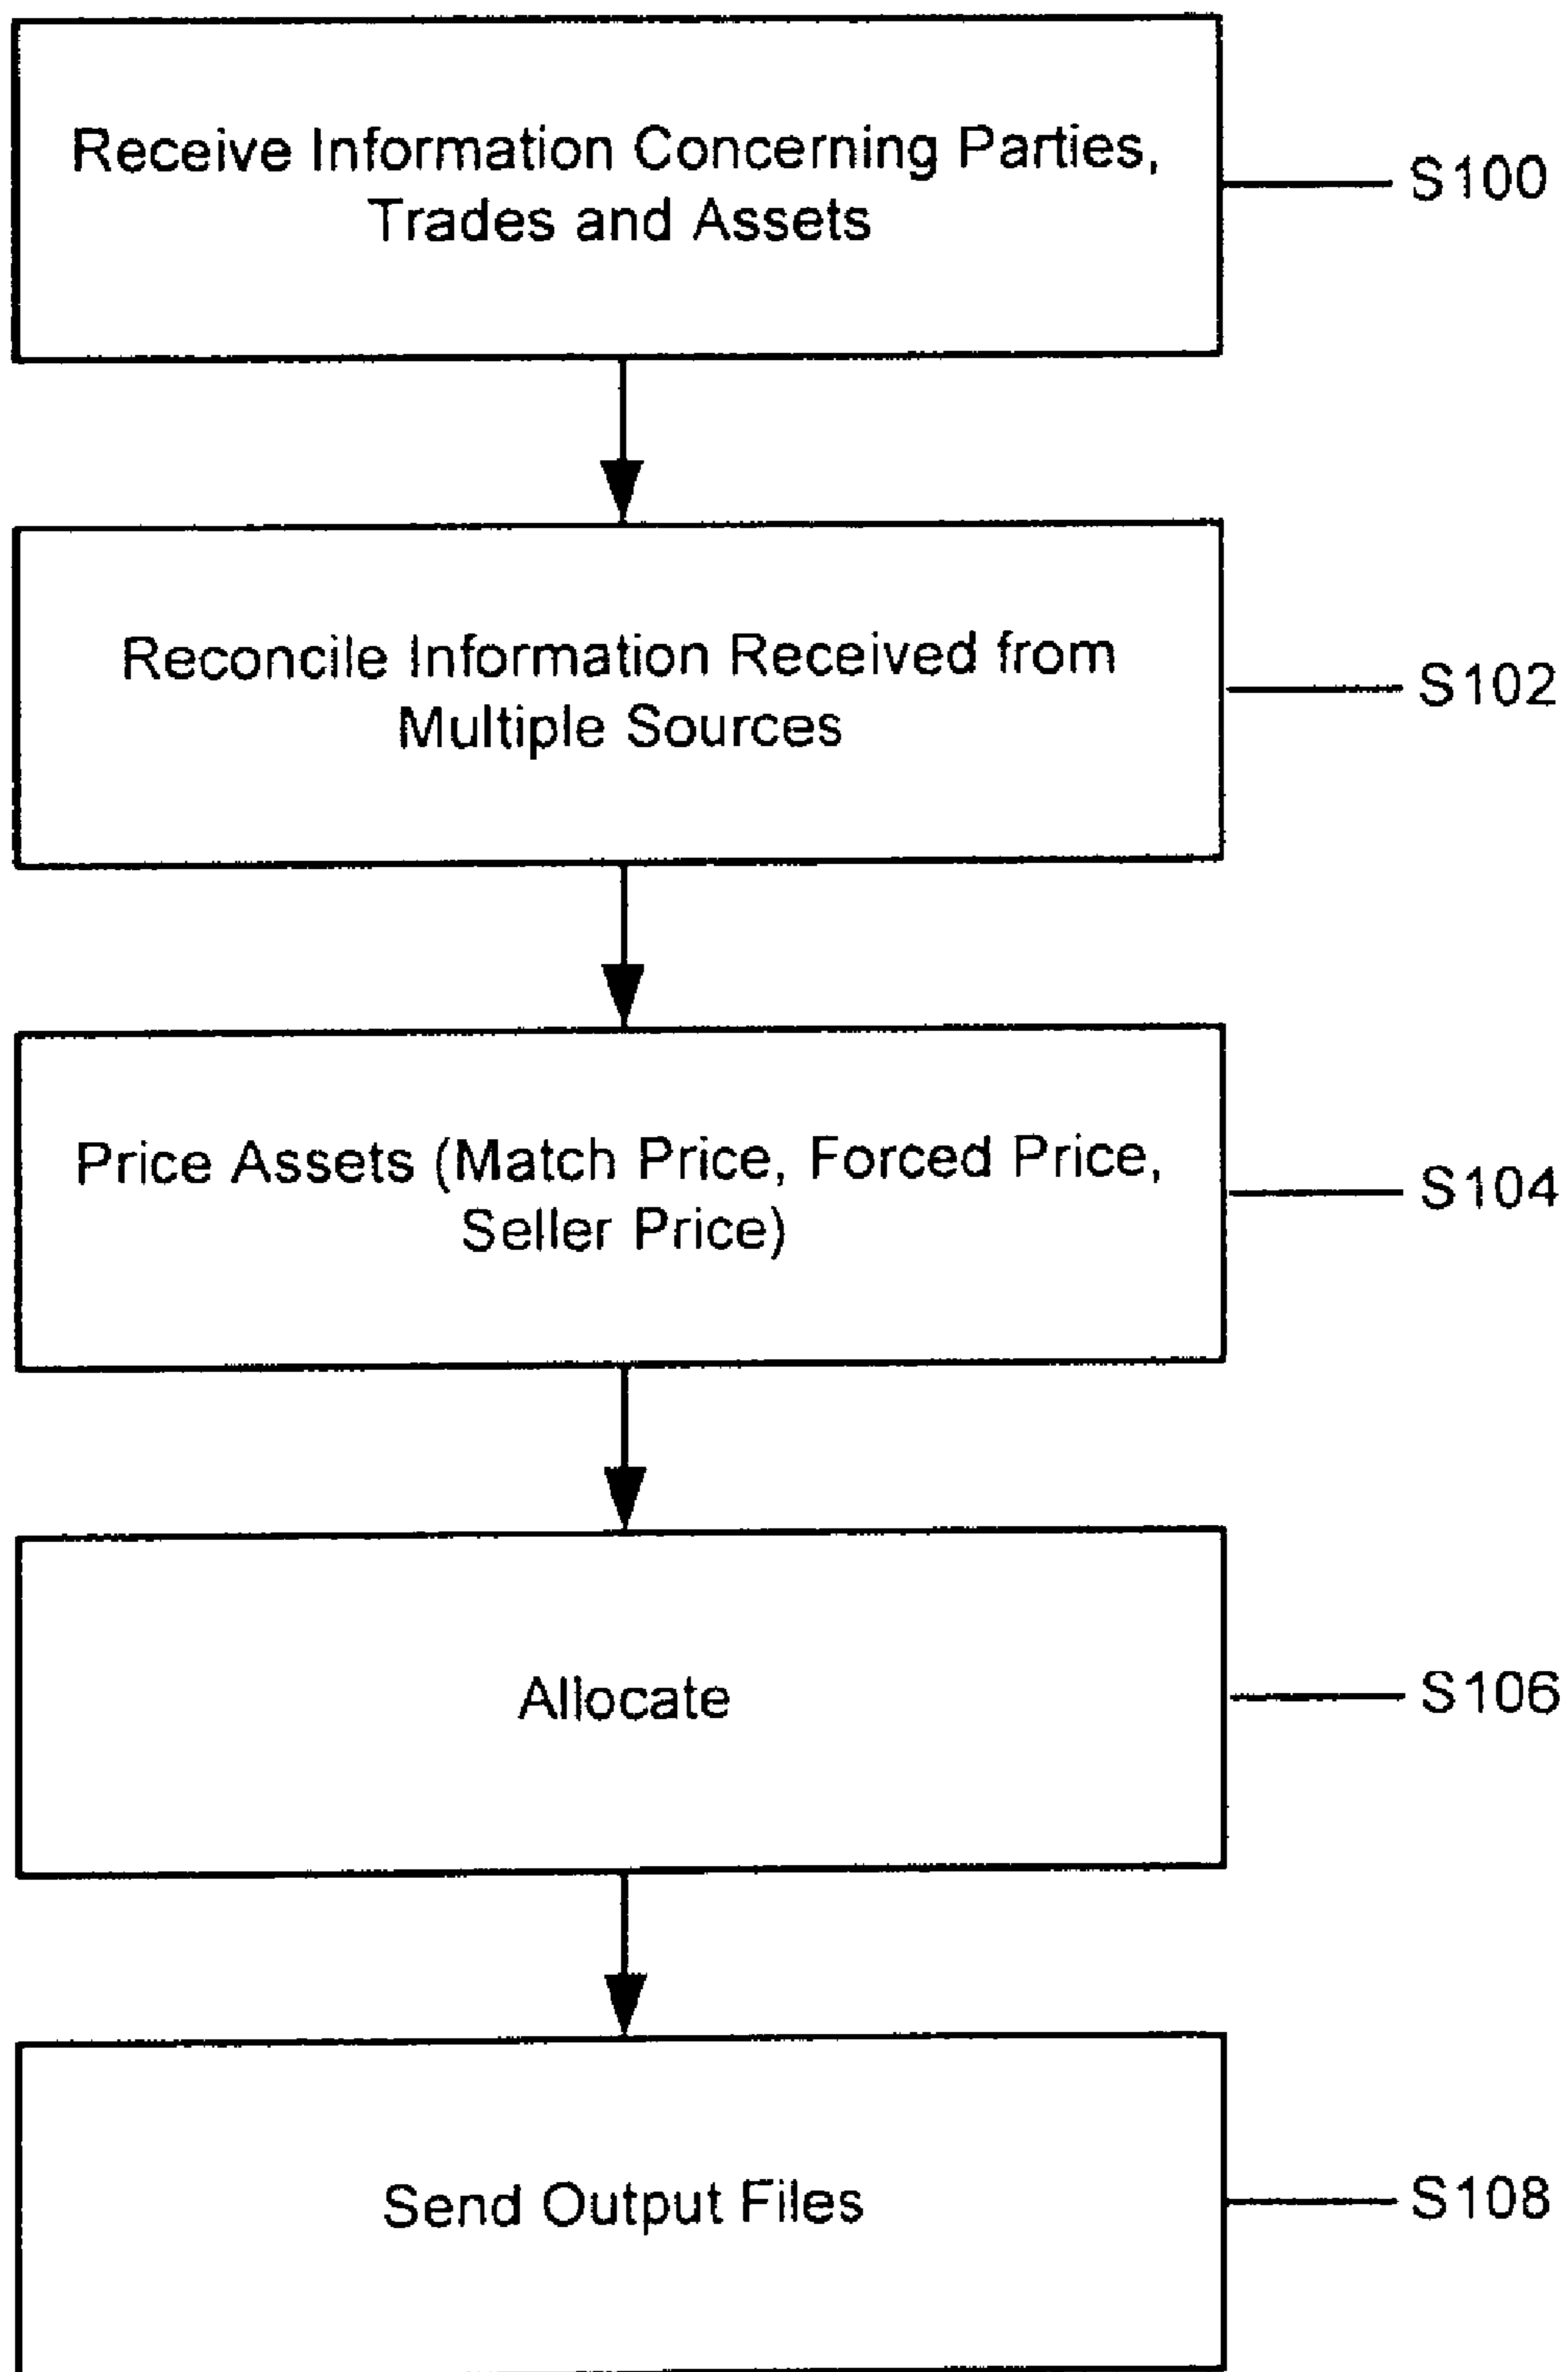 Receive Information Concerning Parties,
Trades and Assets
S100
Reconcile Information Received from
Multiple Sources
S102
Price Assets (Match Price, Forced Price,
Seller Price)
S104
Allocate
S106
Send Output Files
S108